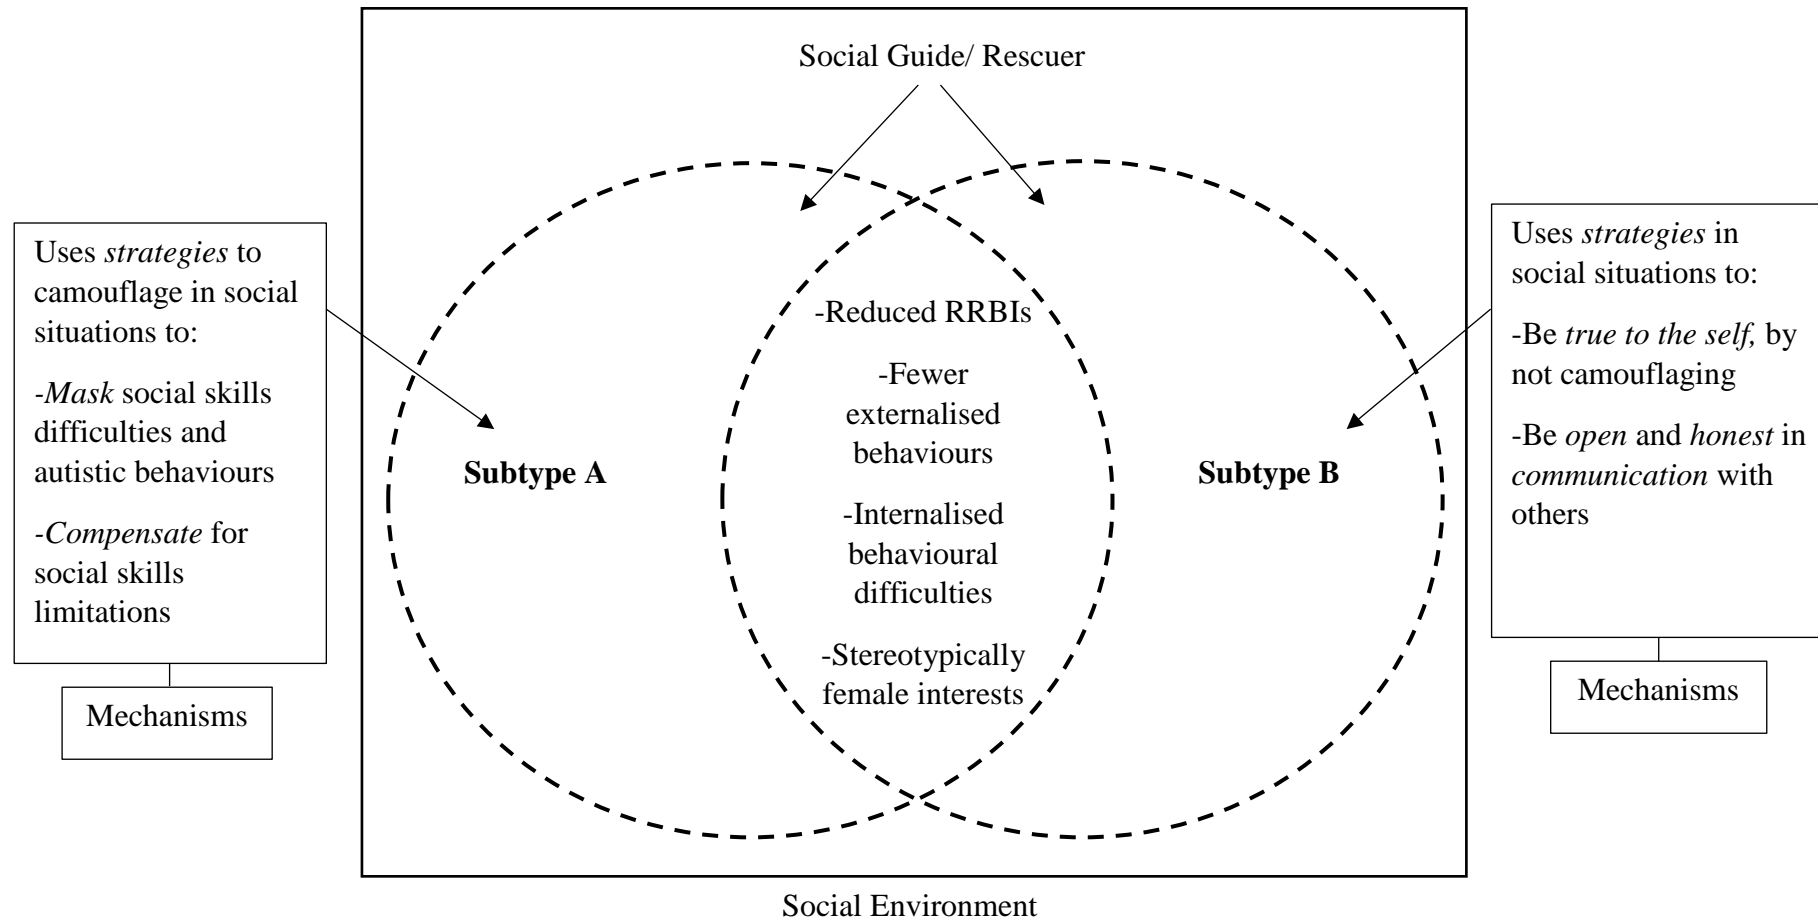 Social Guide/ Rescuer
Uses strategies to
camouflage in social
situations to:
-Mask social skills
difficulties and
autistic behaviours
-Compensate for
social skills
limitations
Mechanisms
Subtype A
-Reduced RRBIs
-Fewer
externalised
behaviours
-Internalised
behavioural
difficulties
-Stereotypically
female interests
Subtype B
Uses strategies in
social situations to:
-Be true to the self, by
not camouflaging
-Be open and honest in
communication with
others
Mechanisms
Social Environment